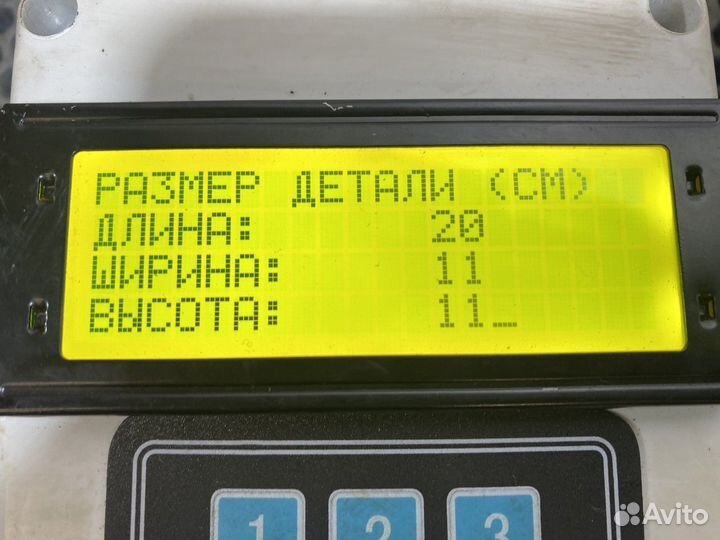 РАЗМЕР ДЕТАЛИ (СМ)
ДЛИНА: 20
ШИРИНА: 11
ВЫСОТА: 11_
1 2 3
Avito